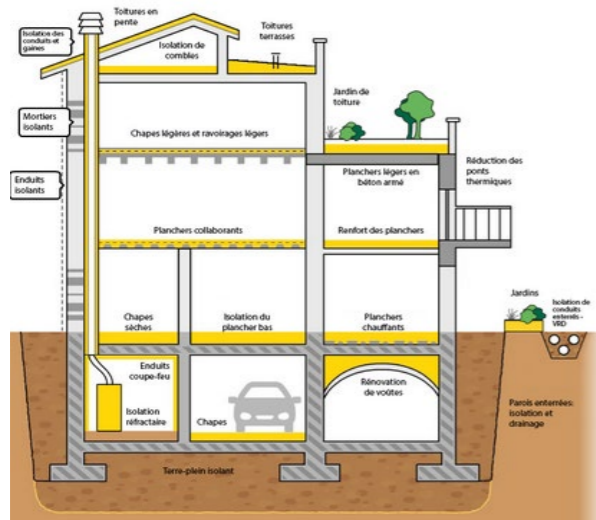 Toitures en
pente
Toitures
terrasses
Isolation des
conduits et
gaines
Isolation de
combles
Jardin de
toiture
Mortiers
isolants
Chapes légères et ravoirages légers
Enduits
isolants
Planchers légers en
béton armé
Réduction des
ponts
thermiques
Planchers collaborants
Renfort des planchers
Chapes
sèches
Isolation du
plancher bas
Planchers
chauffants
Jardins
Isolation de
conduits
enterrés -
VRD
Enduits
coupe-feu
Isolation
réfractaire
Chapes
Rénovation
de voûtes
Parois enterrées:
isolation et
drainage
Terre-plein isolant